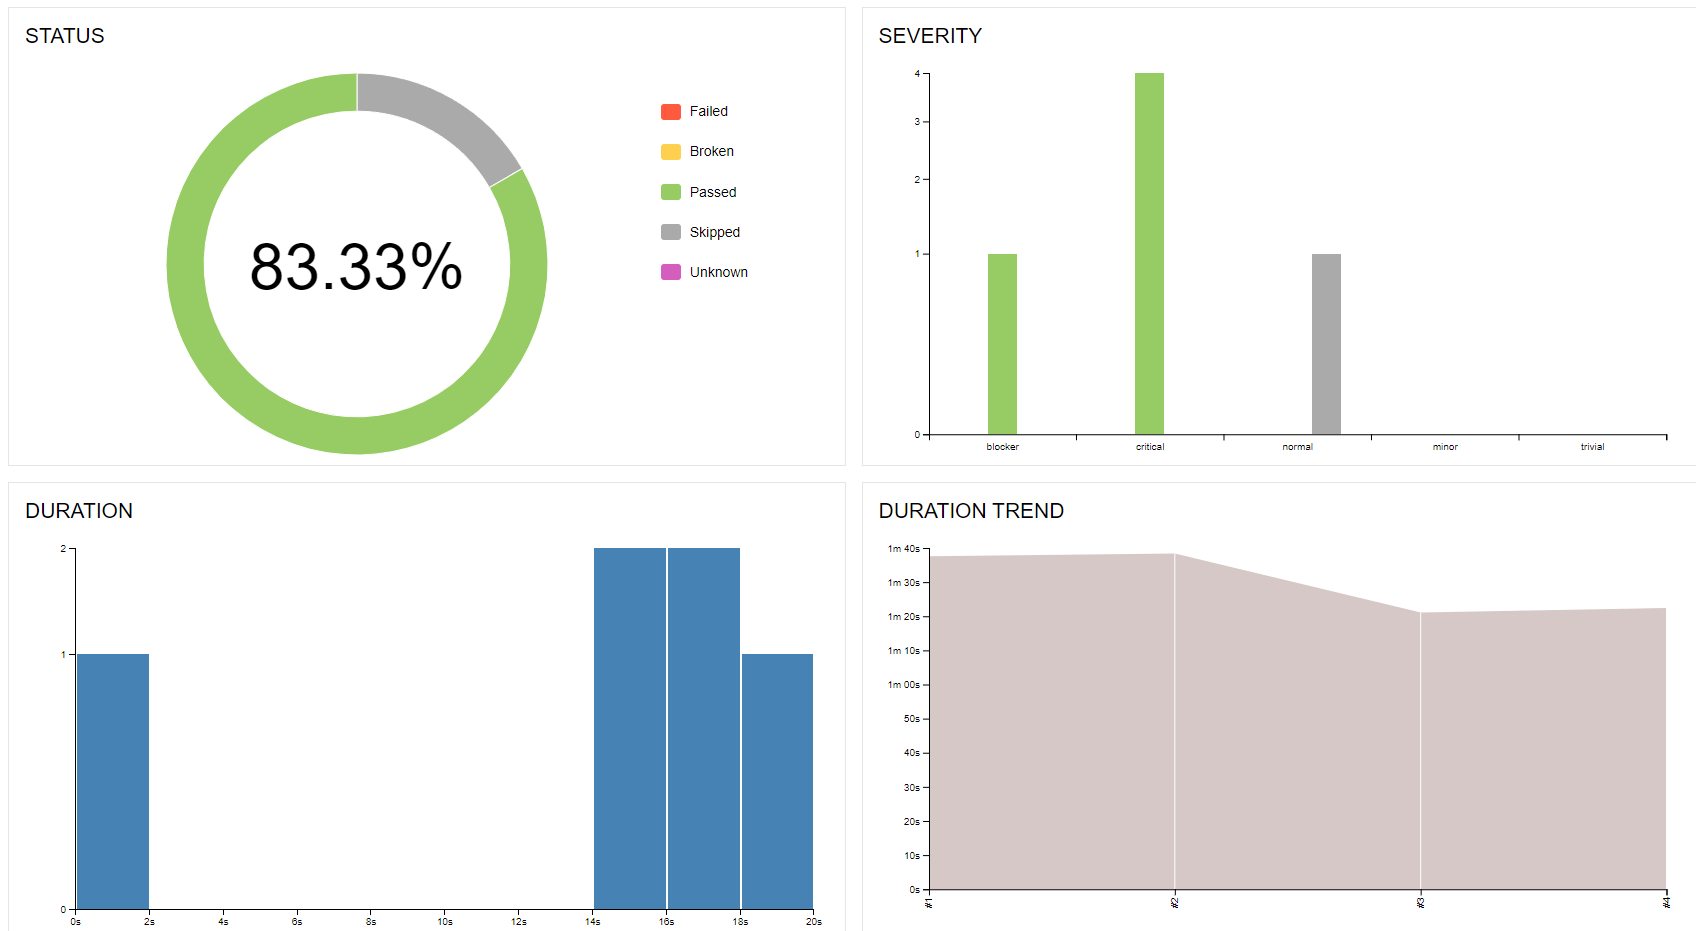 STATUS
83.33%
Failed
Broken
Passed
Skipped
Unknown
SEVERITY
4
3
2
1
0
blocker critical normal minor trivial
DURATION
2
1
0
0s 2s 4s 6s 8s 10s 12s 14s 16s 18s 20s
DURATION TREND
1m 40s
1m 30s
1m 20s
1m 10s
1m 00s
50s
40s
30s
20s
10s
0s
#1 #2 #3 #4